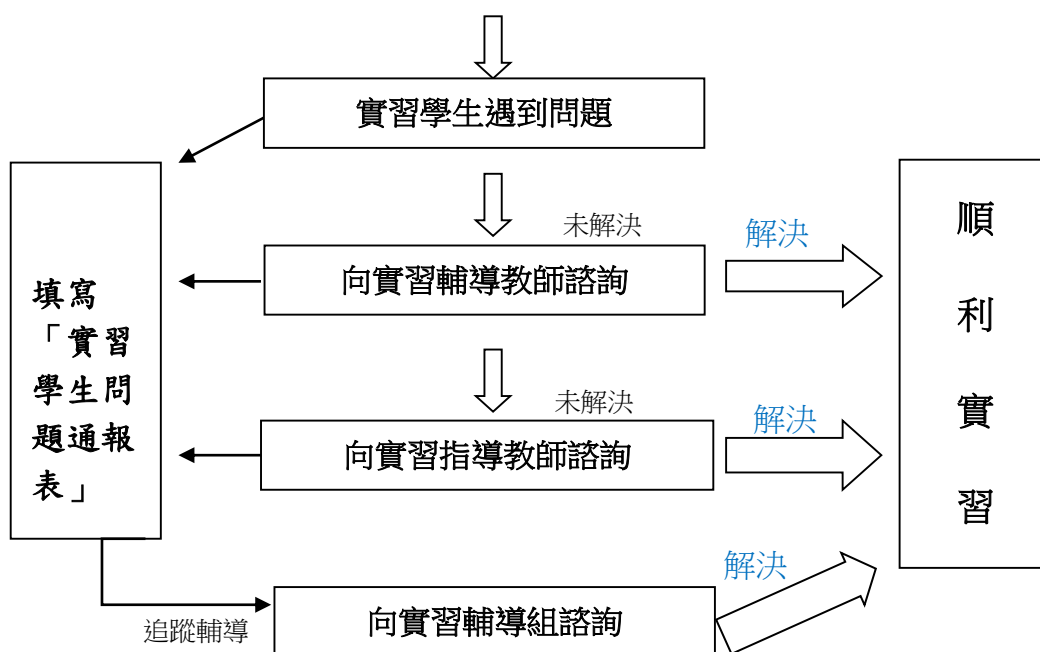 實習學生遇到問題
未解決
解決
向實習輔導教師諮詢
填寫
「實習
學生問
題通報
表」
順
利
實
習
未解決
解決
向實習指導教師諮詢
解決
向實習輔導組諮詢
追蹤輔導